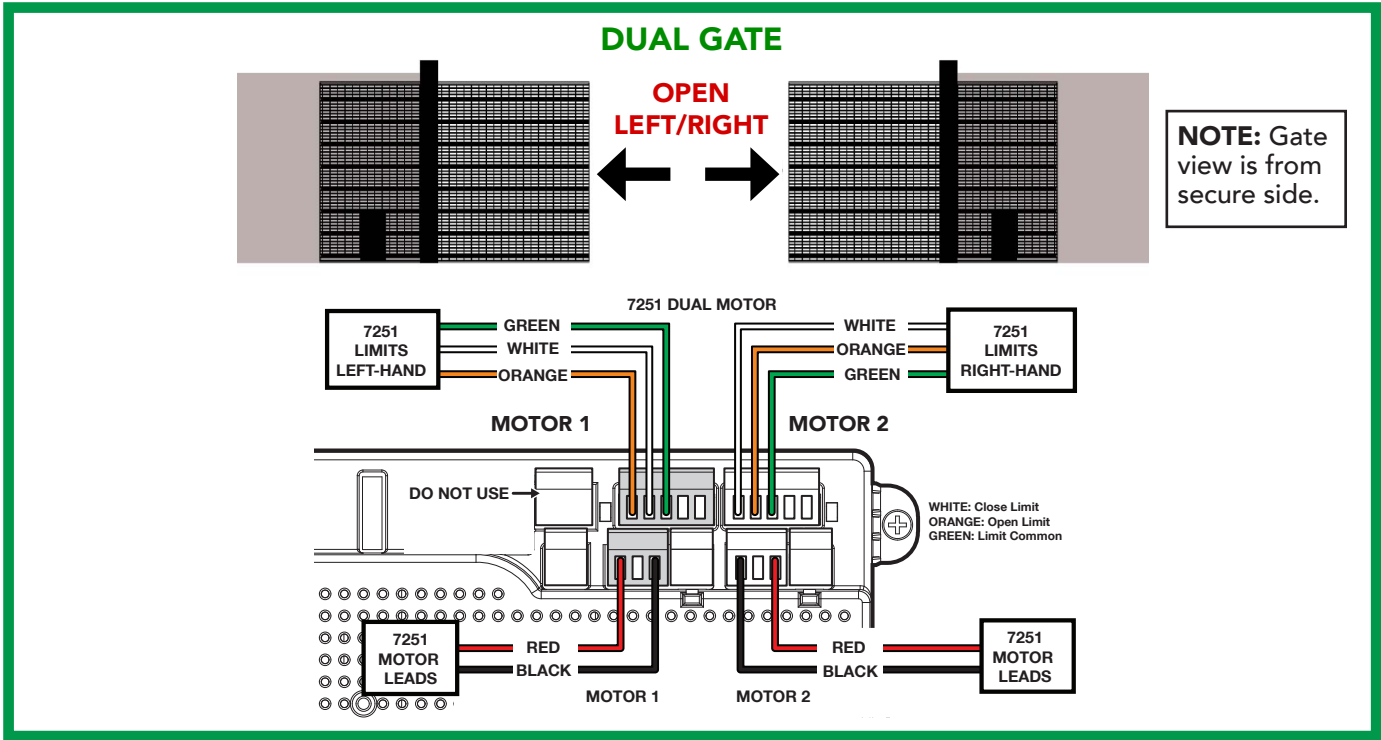 DUAL GATE
OPEN
LEFT/RIGHT
NOTE: Gate
view is from
secure side.
7251 DUAL MOTOR
7251
LIMITS
LEFT-HAND
GREEN
WHITE
ORANGE
WHITE
ORANGE
GREEN
7251
LIMITS
RIGHT-HAND
MOTOR 1
MOTOR 2
DO NOT USE
WHITE: Close Limit
ORANGE: Open Limit
GREEN: Limit Common
7251
MOTOR
LEADS
RED
BLACK
RED
BLACK
7251
MOTOR
LEADS
MOTOR 1
MOTOR 2